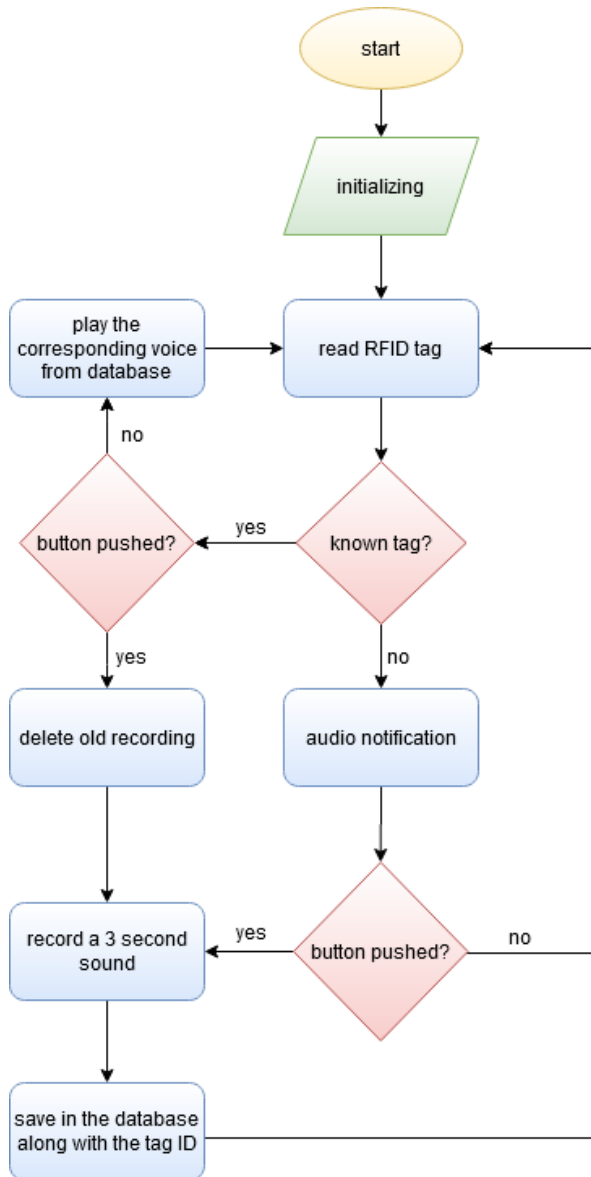 start
initializing
play the
corresponding voice
from database
read RFID tag
no
button pushed?
yes
known tag?
yes
no
delete old recording
audio notification
record a 3 second
sound
yes
button pushed?
no
save in the database
along with the tag ID